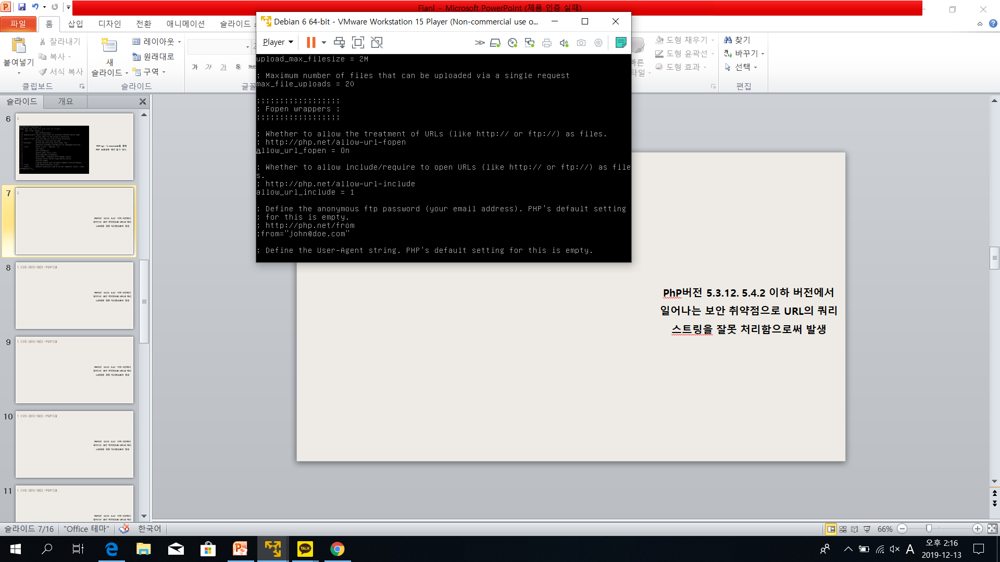 Fianl - Microsoft PowerPoint (제품 인증 실패)
파일 홈 삽입 디자인 전환 애니메이션 슬라이드
붙여넣기
잘라내기
복사
서식 복사
클립보드
새
슬라이드
레이아웃
원래대로
구역
슬라이드
가 가 가 S
도형 채우기
도형 윤곽선
도형 효과
찾기
바꾸기
선택
편집
Debian 6 64-bit - VMware Workstation 15 Player (Non-commercial use o...
Player
upload_max_filesize = 2M
; Maximum number of files that can be uploaded via a single request
max_file_uploads = 20
;;;;;;;;;;;;;;;;;;
; Fopen wrappers ;
;;;;;;;;;;;;;;;;;;
; Whether to allow the treatment of URLs (like http:// or ftp://) as files.
; http://php.net/allow-url-fopen
allow_url_fopen = On
; Whether to allow include/require to open URLs (like http:// or ftp://) as file
s.
; http://php.net/allow-url-include
allow_url_include = 1
; Define the anonymous ftp password (your email address). PHP's default setting
; for this is empty.
; http://php.net/from
;from="john@doe.com"
; Define the User-Agent string. PHP's default setting for this is empty.
슬라이드 개요
6
7
8
1. CVE-2012-1823 : PGP CGI
9
1. CVE-2012-1823 : PGP CGI
10
1. CVE-2012-1823 : PGP CGI
11
1. CVE-2012-1823 : PGP CGI
PhP버전 5.3.12. 5.4.2 이하 버전에서
일어나는 보안 취약점으로 URL의 쿼리
스트링을 잘못 처리함으로써 발생
슬라이드 7/16 "Office 테마" 한국어
66%
TALK
A
오후 2:16
2019-12-13